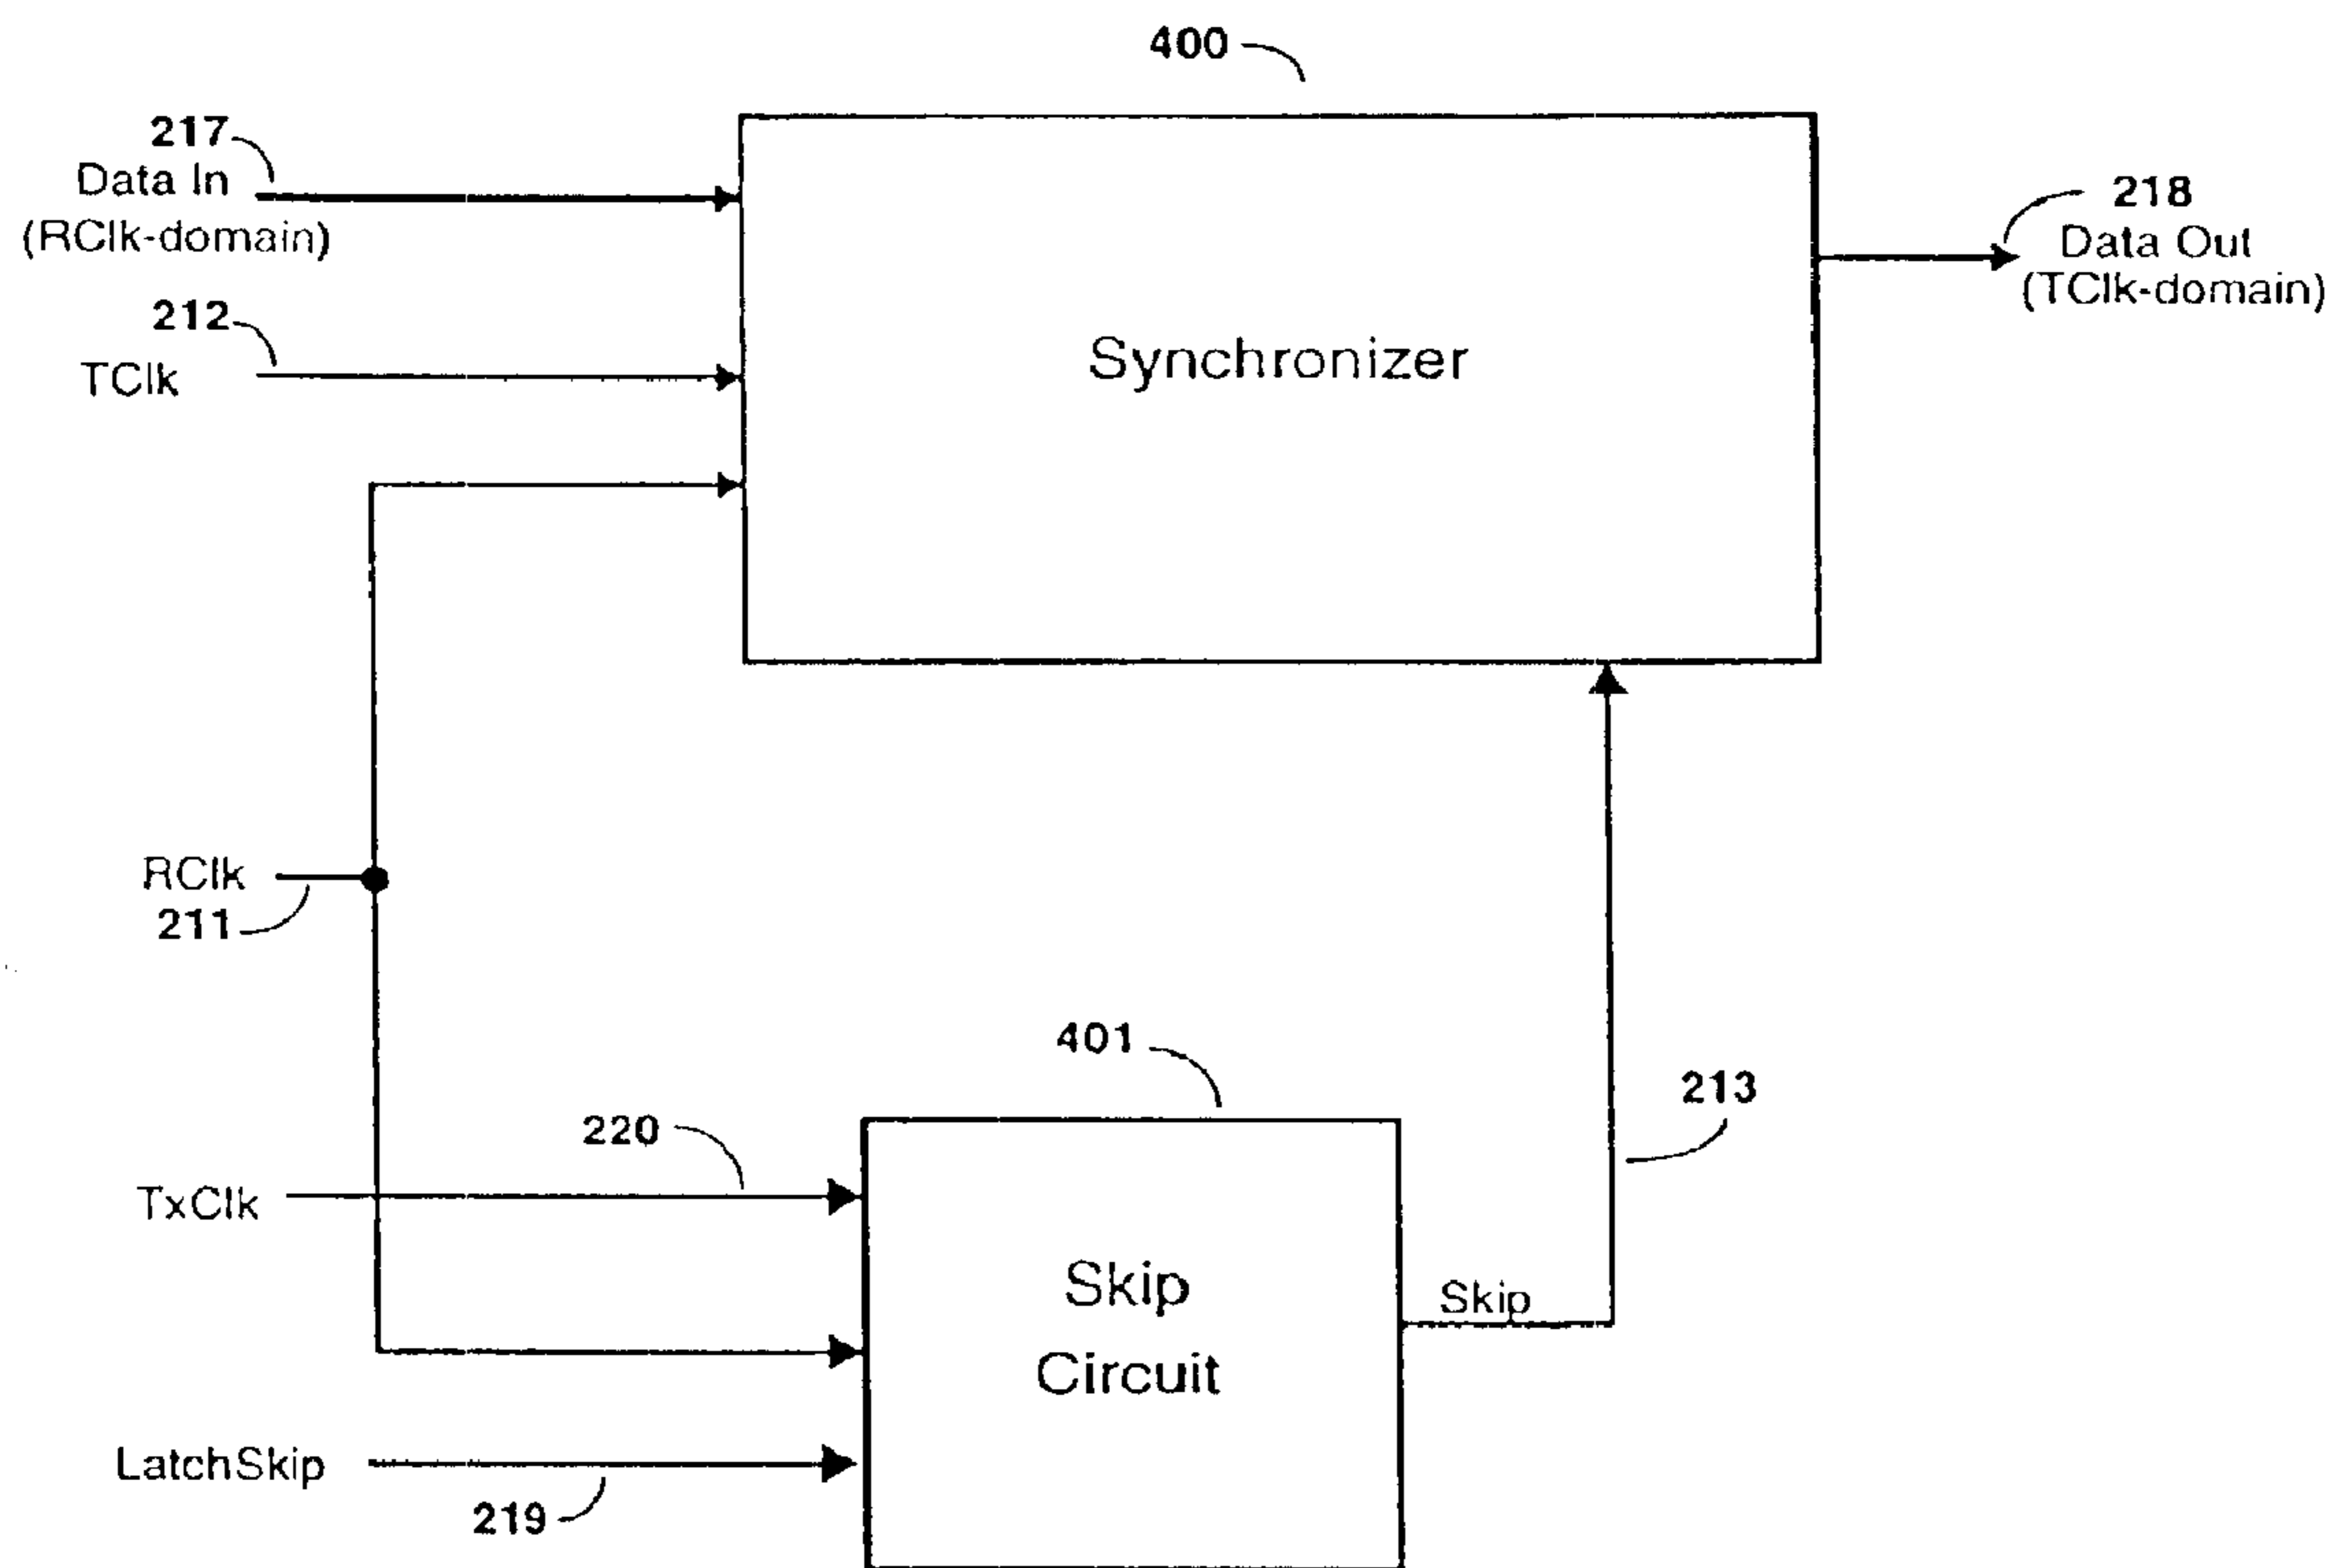 400
217
Data In
(RClk-domain)
218
Data Out
(TClk-domain)
212
TClk
Synchronizer
RClk
211
401
213
220
TxClk
Skip
Circuit
Skip
LatchSkip
219